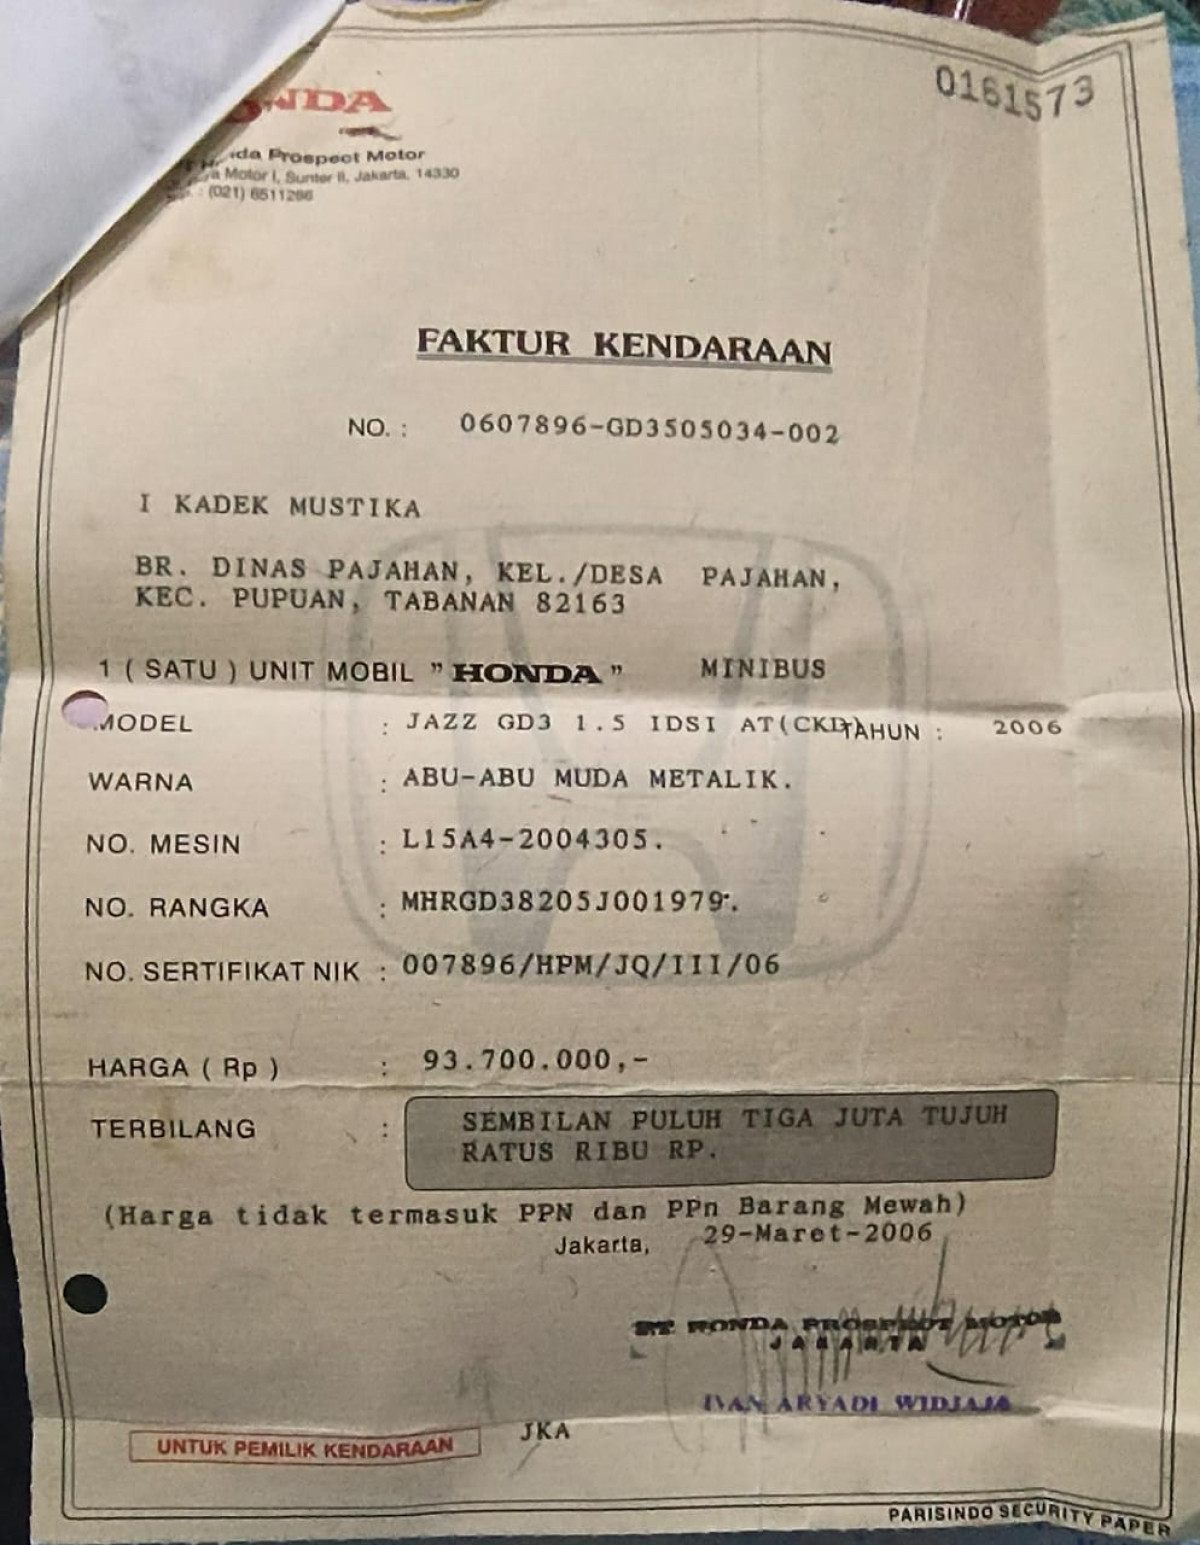 0161573
HONDA
Honda Prospect Motor
Motor I, Sunter II, Jakarta, 14330
: (021) 6511266
FAKTUR KENDARAAN
NO. : 0607896-GD3505034-002
I KADEK MUSTIKA
BR. DINAS PAJAHAN, KEL./DESA PAJAHAN,
KEC. PUPUAN, TABANAN 82163
1 ( SATU ) UNIT MOBIL " HONDA " MINIBUS
MODEL : JAZZ GD3 1.5 IDSI AT(CKD TAHUN : 2006
WARNA : ABU-ABU MUDA METALIK.
NO. MESIN : L15A4-2004305.
NO. RANGKA : MHRGD38205J001979.
NO. SERTIFIKAT NIK : 007896/HPM/JQ/III/06
HARGA ( Rp ) : 93.700.000,-
TERBILANG : SEMBILAN PULUH TIGA JUTA TUJUH
RATUS RIBU RP.
(Harga tidak termasuk PPN dan PPn Barang Mewah)
Jakarta, 29-Maret-2006
PT HONDA PROSPECT MOTOR
JAKARTA
IVAN ARYADI WIDJAJA
JKA
UNTUK PEMILIK KENDARAAN
PARISINDO SECURITY PAPER